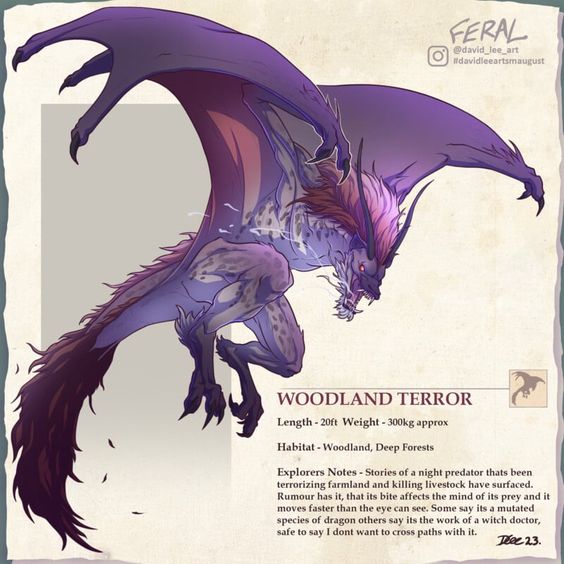 FERAL
@david_lee_art
#davidleeartsmaugust
WOODLAND TERROR
Length - 20ft Weight - 300kg approx
Habitat - Woodland, Deep Forests
Explorers Notes - Stories of a night predator thats been
terrorizing farmland and killing livestock have surfaced.
Rumour has it, that its bite affects the mind of its prey and it
moves faster than the eye can see. Some say its a mutated
species of dragon others say its the work of a witch doctor,
safe to say I dont want to cross paths with it.
DLee 23.